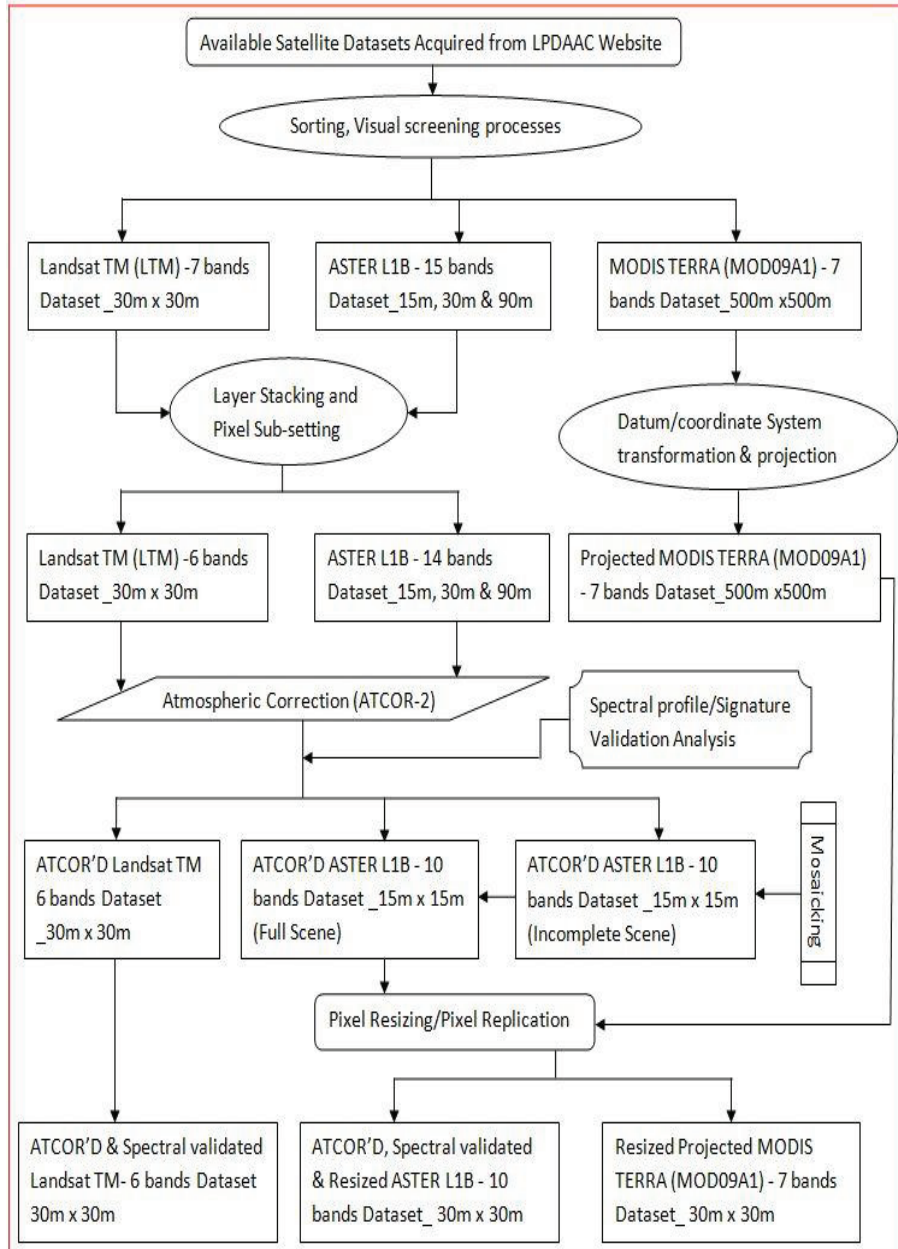 Available Satellite Datasets Acquired from LPDAAC Website
Sorting, Visual screening processes
Landsat TM (LTM) -7 bands
Dataset _30m x 30m
ASTER L1B - 15 bands
Dataset_15m, 30m & 90m
MODIS TERRA (MOD09A1) - 7
bands Dataset_500m x500m
Layer Stacking and
Pixel Sub-setting
Datum/coordinate System
transformation & projection
Landsat TM (LTM) -6 bands
Dataset _30m x 30m
ASTER L1B - 14 bands
Dataset_15m, 30m & 90m
Projected MODIS TERRA (MOD09A1)
- 7 bands Dataset_500m x500m
Atmospheric Correction (ATCOR-2)
Spectral profile/Signature
Validation Analysis
ATCOR'D Landsat TM
6 bands Dataset
_30m x 30m
ATCOR'D ASTER L1B - 10
bands Dataset _15m x 15m
(Full Scene)
ATCOR'D ASTER L1B - 10
bands Dataset _15m x 15m
(Incomplete Scene)
Mosaicking
Pixel Resizing/Pixel Replication
ATCOR'D & Spectral validated
Landsat TM- 6 bands Dataset
30m x 30m
ATCOR'D, Spectral validated
& Resized ASTER L1B - 10
bands Dataset_ 30m x 30m
Resized Projected MODIS
TERRA (MOD09A1) - 7 bands
Dataset_ 30m x 30m